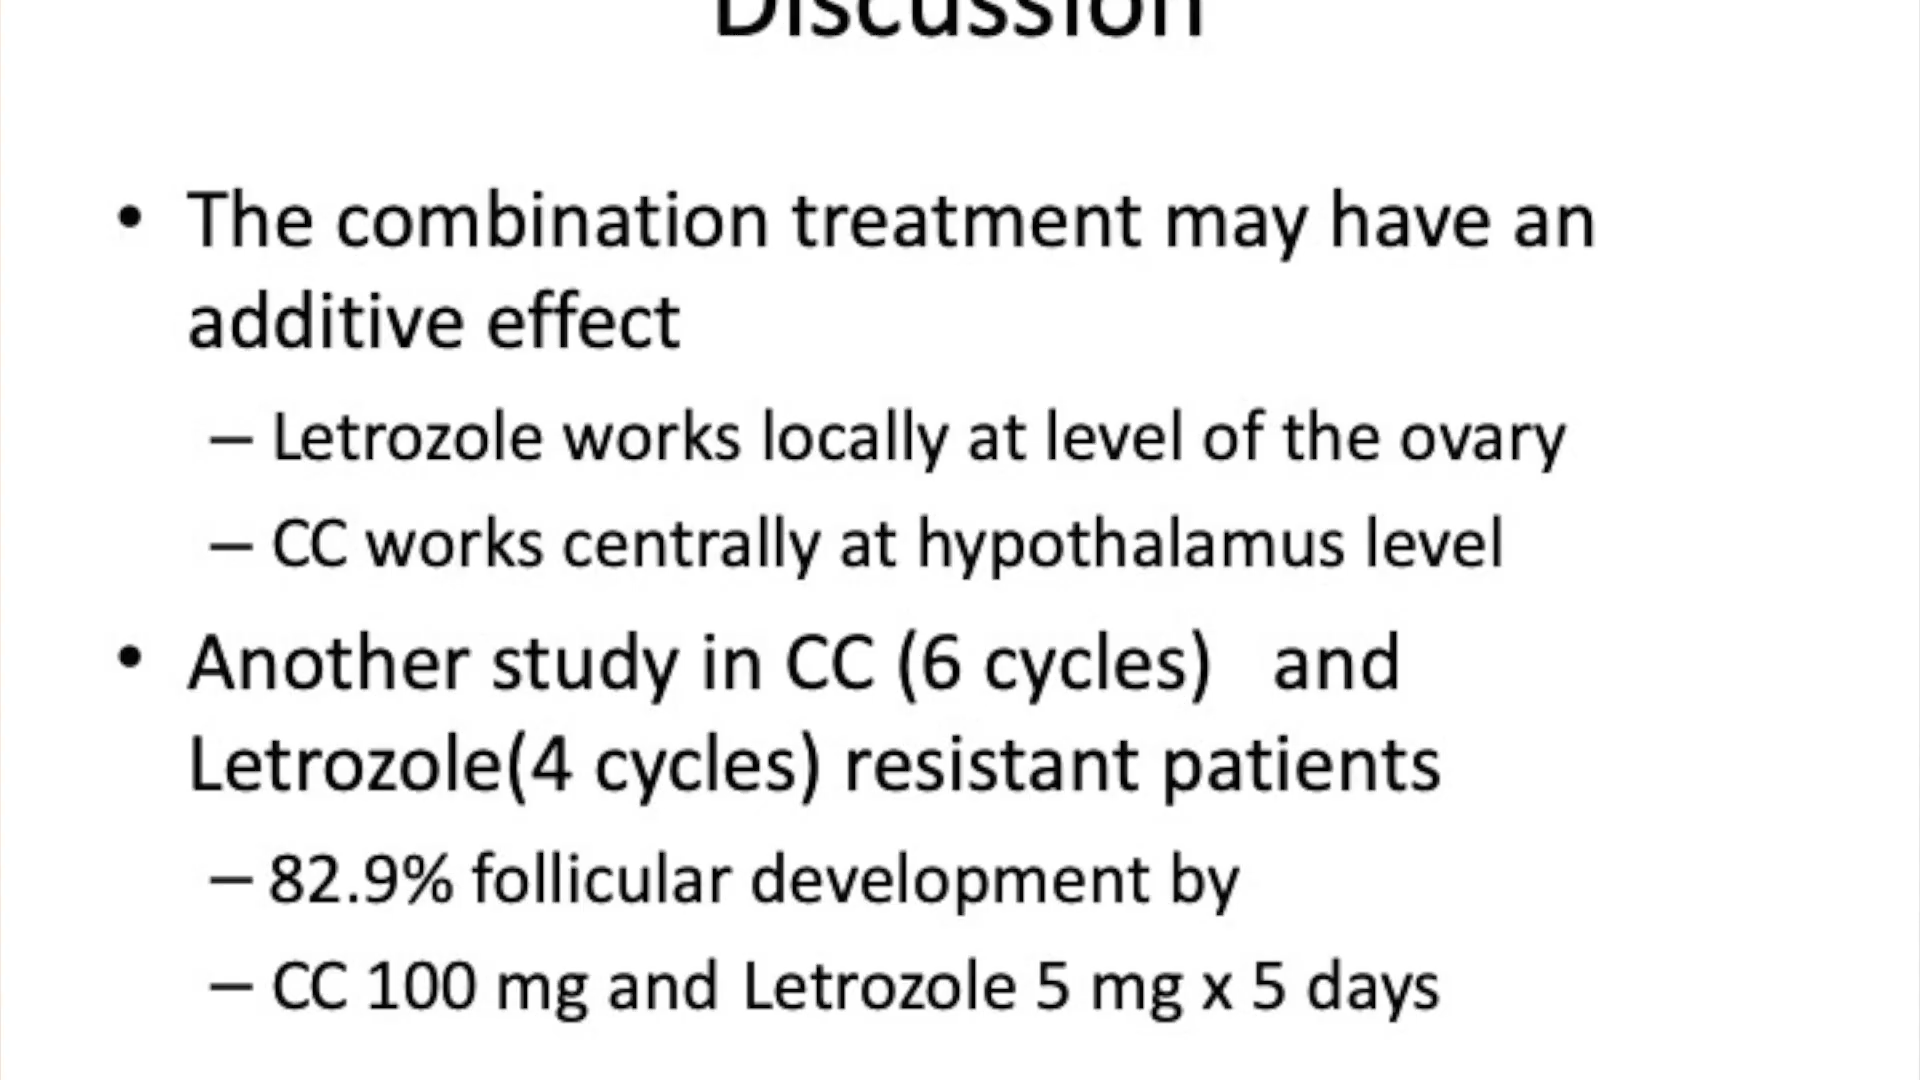 Discussion
• The combination treatment may have an
additive effect
– Letrozole works locally at level of the ovary
– CC works centrally at hypothalamus level
• Another study in CC (6 cycles)   and
Letrozole(4 cycles) resistant patients
– 82.9% follicular development by
– CC 100 mg and Letrozole 5 mg x 5 days